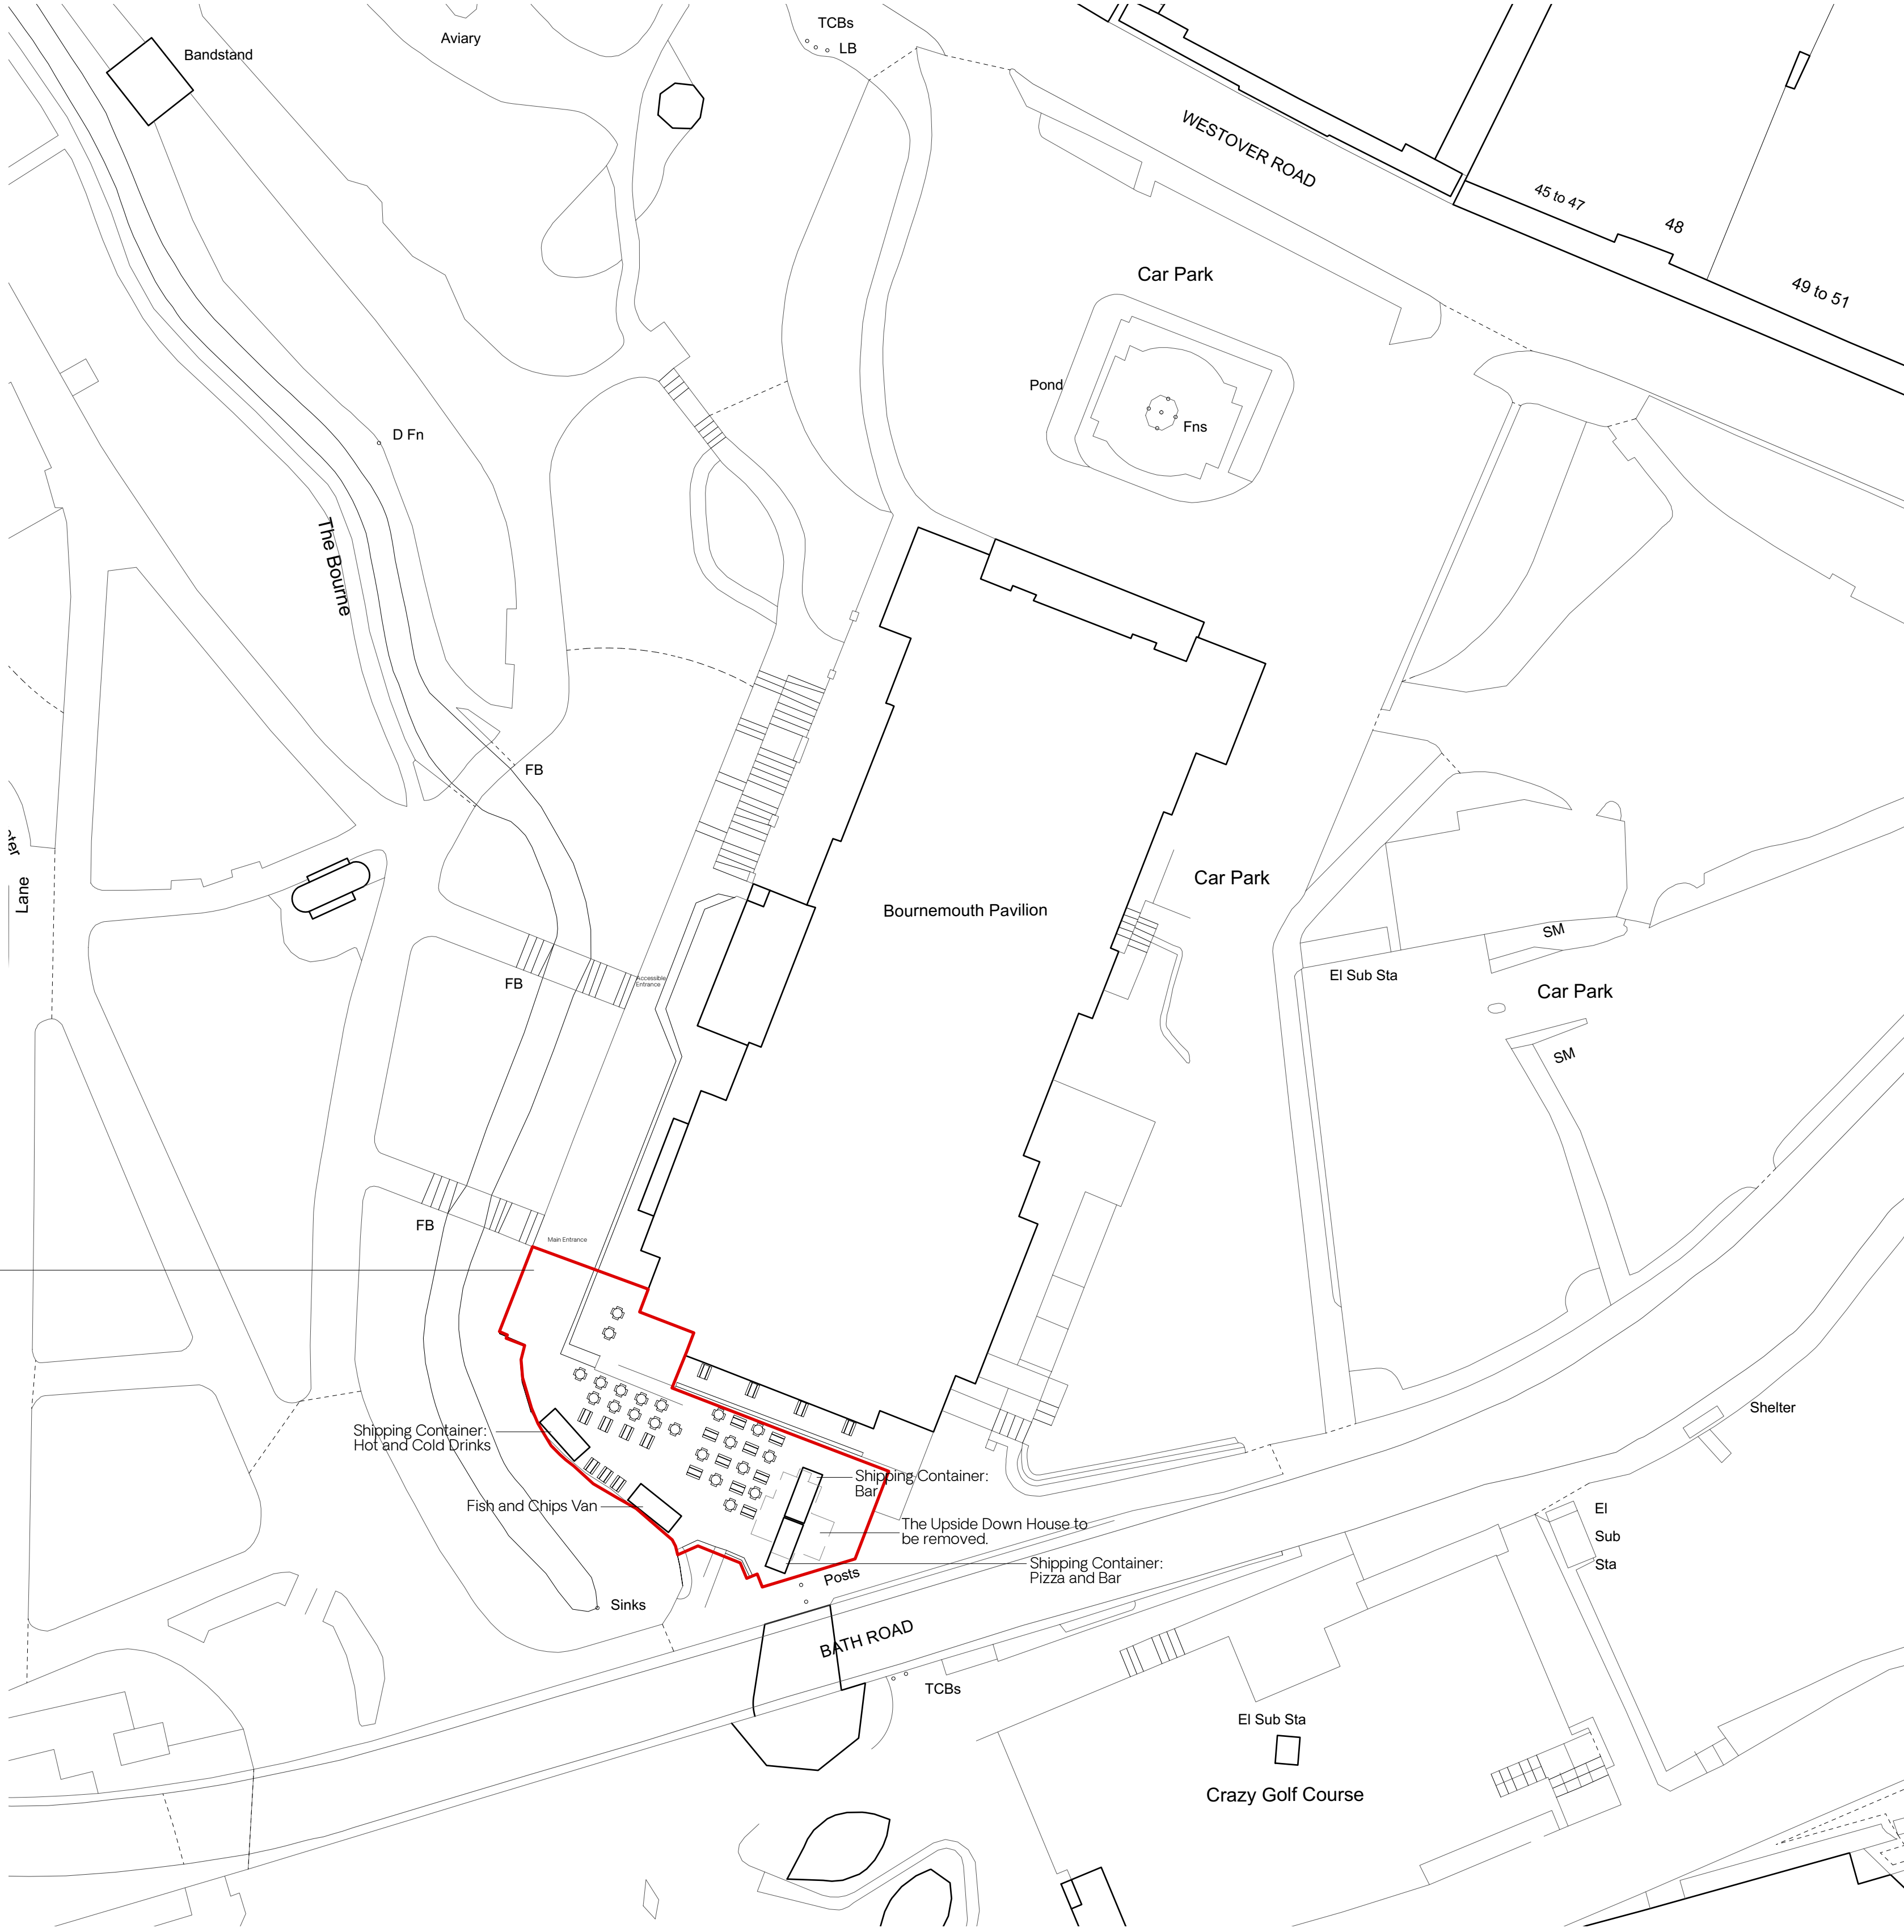 TCBs
LB
Aviary
Bandstand
WESTOVER ROAD
45 to 47
48
49 to 51
Car Park
Pond
Fns
D Fn
The Bourne
FB
Lane
Bournemouth Pavilion
Car Park
SM
El Sub Sta
Car Park
SM
FB
Accessible
Entrance
FB
Main Entrance
Shelter
Shipping Container:
Hot and Cold Drinks
Shipping Container:
Bar
Fish and Chips Van
The Upside Down House to
be removed.
Shipping Container:
Pizza and Bar
El
Sub
Sta
Posts
Sinks
BATH ROAD
TCBs
El Sub Sta
Crazy Golf Course